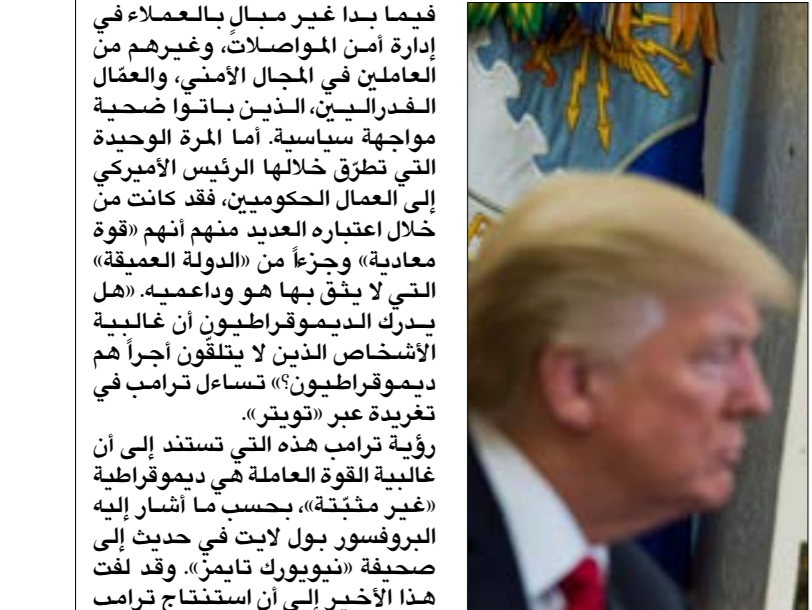 فيما بدا غير مبالٍ بالعملاء في
إدارة أمن المواصلات، وغيرهم من
العاملين في المجال الأمني، والعمّال
الفدراليين، الذين باتوا ضحية
مواجهة سياسية. أما المرة الوحيدة
التي تطرّق خلالها الرئيس الأميركي
إلى العمال الحكوميين، فقد كانت من
خلال اعتباره العديد منهم أنهم «قوة
معادية» وجزءاً من «الدولة العميقة»
التي لا يثق بها هو وداعميه. «هل
يدرك الديموقراطيون أن غالبية
الأشخاص الذين لا يتلقّون أجراً هم
ديموقراطيون؟» تساءل ترامب في
تغريدة عبر «تويتر».
رؤية ترامب هذه التي تستند إلى أن
غالبية القوة العاملة هي ديموقراطية
«غير مثبّتة»، بحسب ما أشار إليه
البروفسور بول لايت في حديث إلى
صحيفة «نيويورك تايمز». وقد لفت
هذا الأخير إلى أن استنتاج ترامب